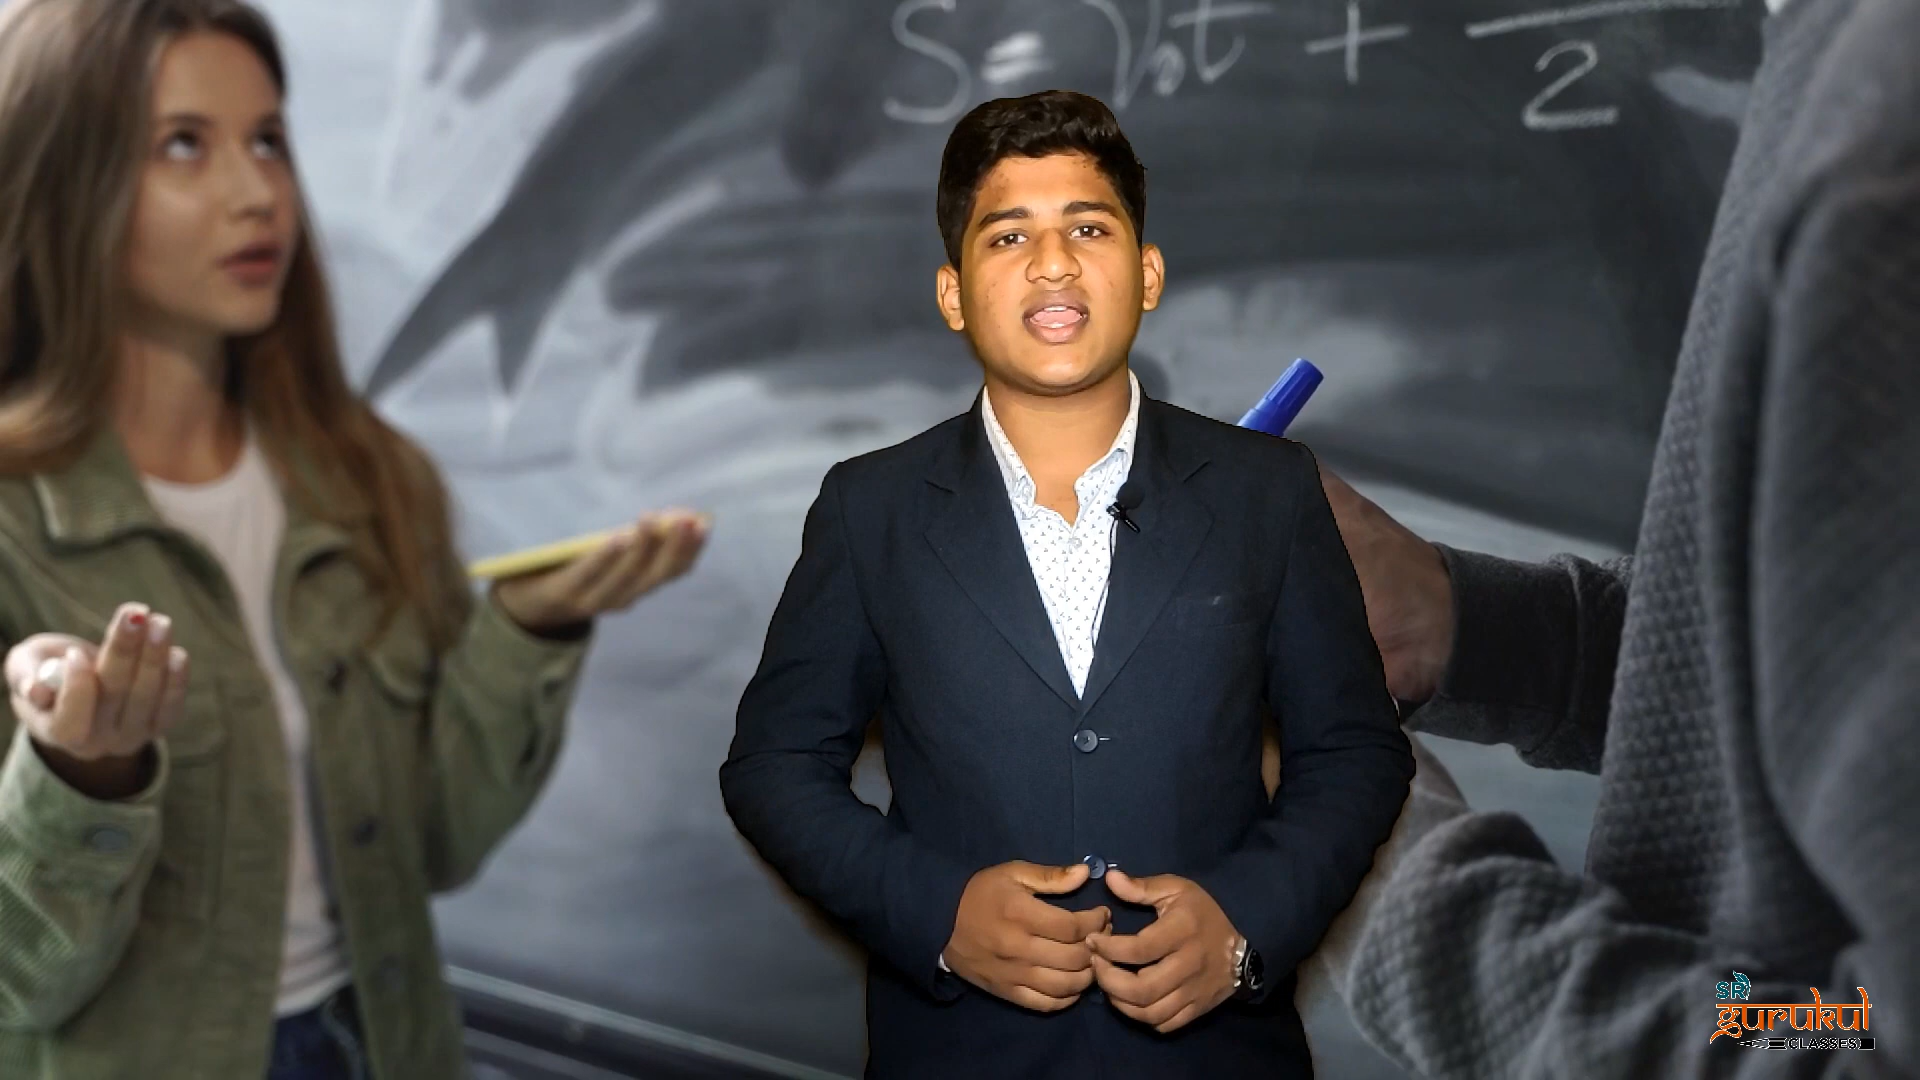 S = V₀t + —
2
SR
gurukul
CLASSES